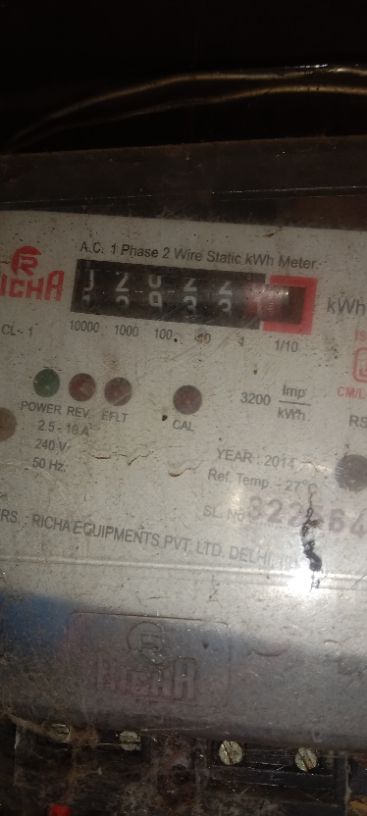 A.C. 1 Phase 2 Wire Static kWh Meter
RICHA
kWh
CL- 1
10000 1000 100 10 1 1/10
POWER REV EFLT
CAL
3200 Imp
kWh
2.5 - 10 A
240 V
50 Hz
YEAR : 2014
Ref. Temp. - 27°C
SL. No
RICHA EQUIPMENTS PVT. LTD. DELHI
RICHA